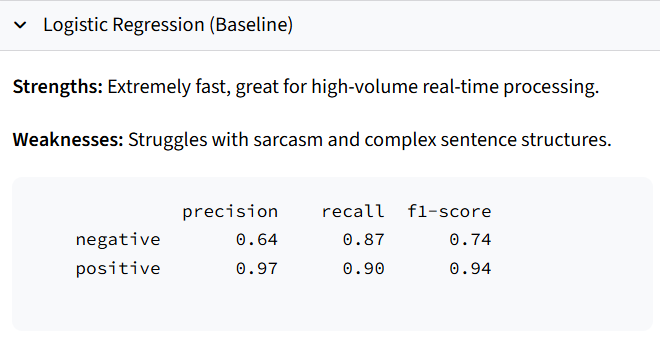 Logistic Regression (Baseline)
Strengths: Extremely fast, great for high-volume real-time processing.
Weaknesses: Struggles with sarcasm and complex sentence structures.
precision recall f1-score
negative 0.64 0.87 0.74
positive 0.97 0.90 0.94